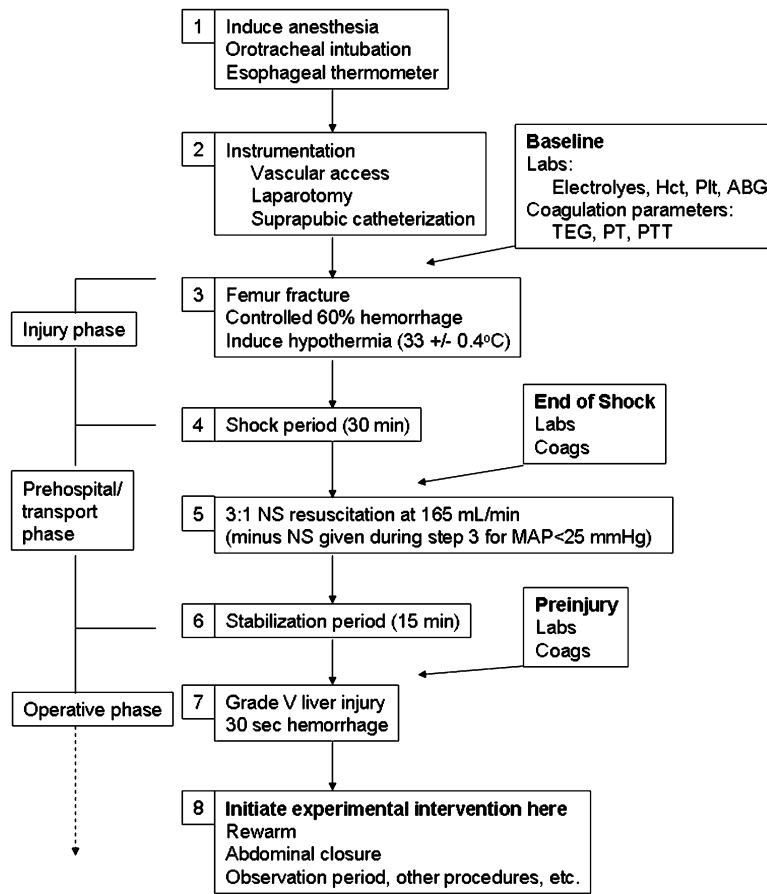 1 Induce anesthesia
Orotracheal intubation
Esophageal thermometer
2 Instrumentation
Vascular access
Laparotomy
Suprapubic catheterization
Baseline
Labs:
Electrolyes, Hct, Plt, ABG
Coagulation parameters:
TEG, PT, PTT
3 Femur fracture
Controlled 60% hemorrhage
Induce hypothermia (33 +/- 0.4°C)
Injury phase
4 Shock period (30 min)
End of Shock
Labs
Coags
Prehospital/
transport
phase
5 3:1 NS resuscitation at 165 mL/min
(minus NS given during step 3 for MAP<25 mmHg)
6 Stabilization period (15 min)
Preinjury
Labs
Coags
7 Grade V liver injury
30 sec hemorrhage
Operative phase
8 Initiate experimental intervention here
Rewarm
Abdominal closure
Observation period, other procedures, etc.